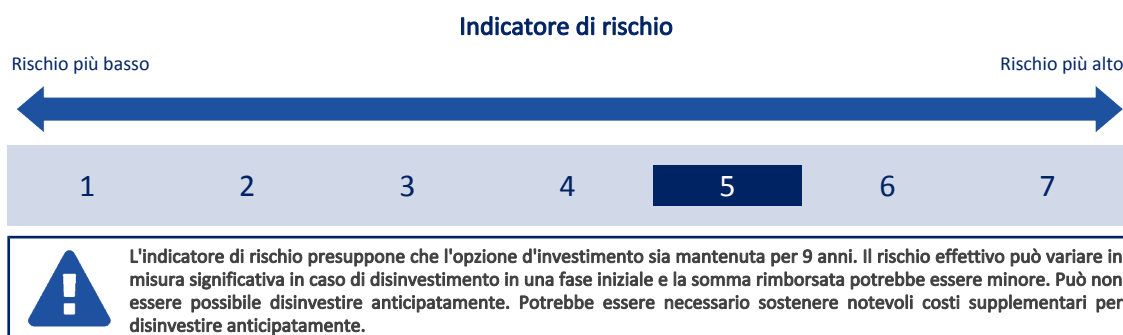 Indicatore di rischio
Rischio più basso
Rischio più alto
1 2 3 4 5 6 7
L'indicatore di rischio presuppone che l'opzione d'investimento sia mantenuta per 9 anni. Il rischio effettivo può variare in
misura significativa in caso di disinvestimento in una fase iniziale e la somma rimborsata potrebbe essere minore. Può non
essere possibile disinvestire anticipatamente. Potrebbe essere necessario sostenere notevoli costi supplementari per
disinvestire anticipatamente.